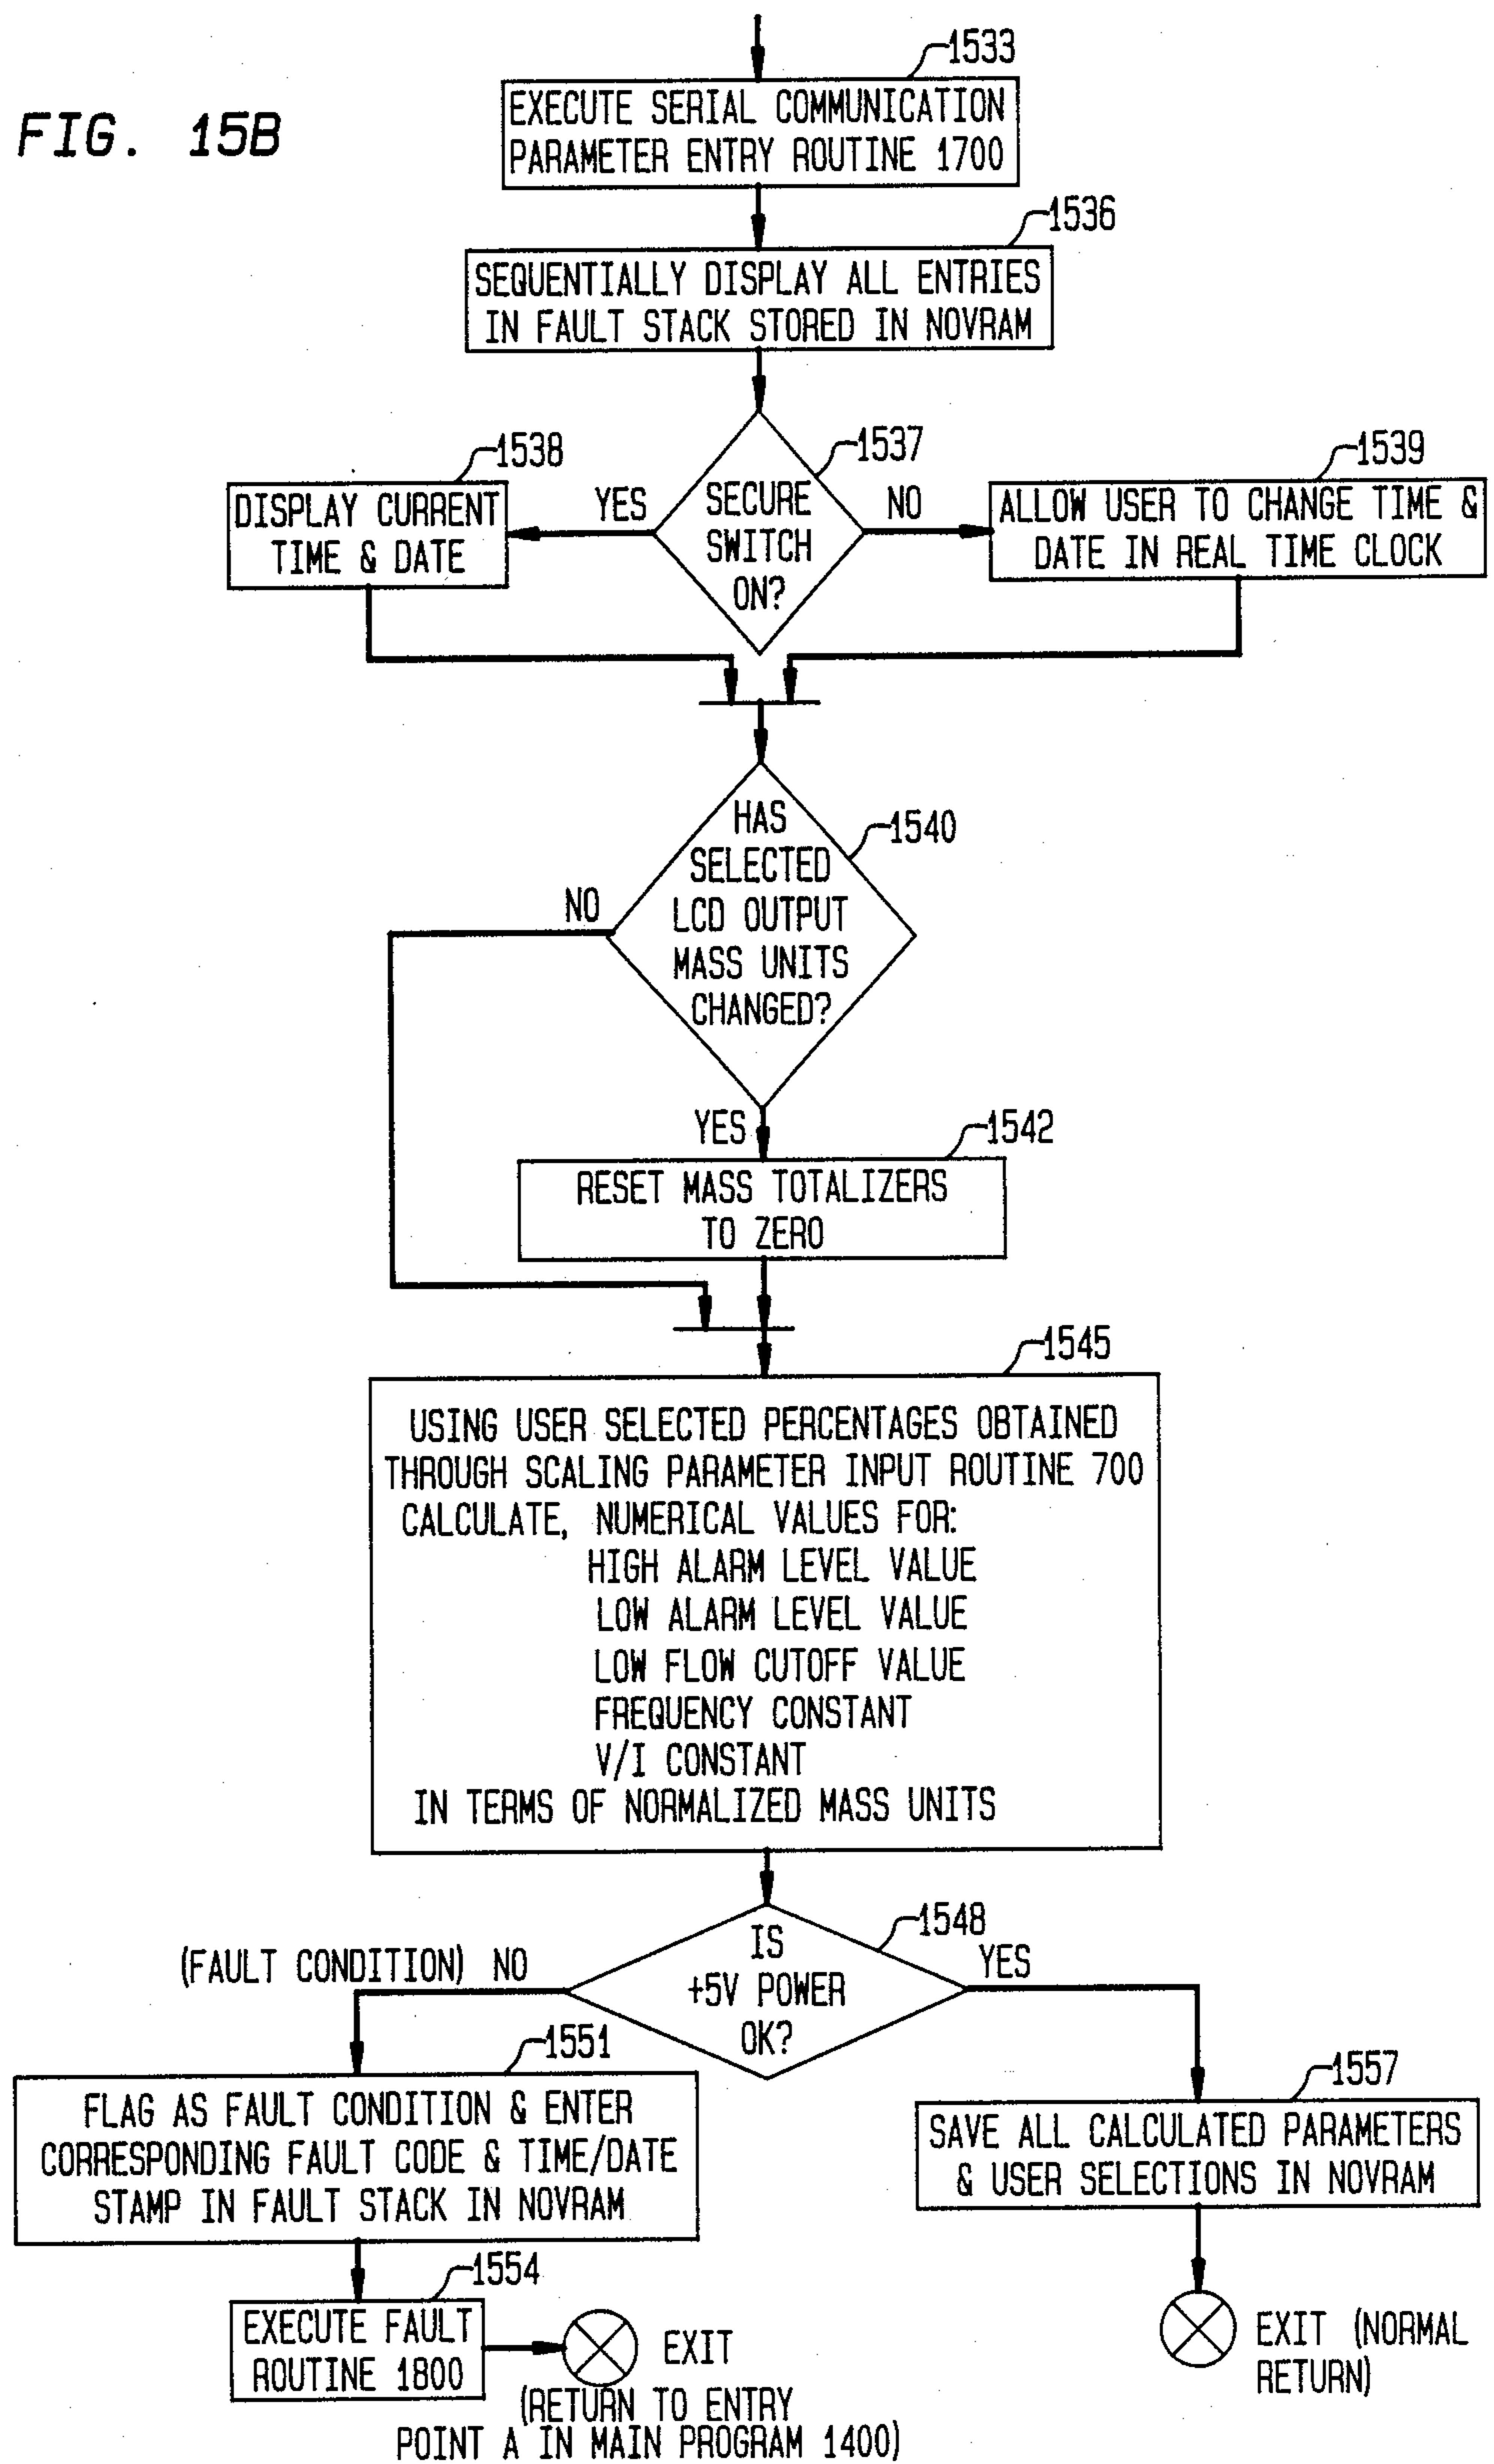 FIG. 15B
1533
EXECUTE SERIAL COMMUNICATION
PARAMETER ENTRY ROUTINE 1700
1536
SEQUENTIALLY DISPLAY ALL ENTRIES
IN FAULT STACK STORED IN NOVRAM
1538
DISPLAY CURRENT
TIME & DATE
YES
1537
SECURE
SWITCH
ON?
NO
1539
ALLOW USER TO CHANGE TIME &
DATE IN REAL TIME CLOCK
1540
HAS
SELECTED
LCD OUTPUT
MASS UNITS
CHANGED?
NO
YES
1542
RESET MASS TOTALIZERS
TO ZERO
1545
USING USER SELECTED PERCENTAGES OBTAINED
THROUGH SCALING PARAMETER INPUT ROUTINE 700
CALCULATE, NUMERICAL VALUES FOR:
HIGH ALARM LEVEL VALUE
LOW ALARM LEVEL VALUE
LOW FLOW CUTOFF VALUE
FREQUENCY CONSTANT
V/I CONSTANT
IN TERMS OF NORMALIZED MASS UNITS
1548
IS
+5V POWER
OK?
(FAULT CONDITION) NO
YES
1551
FLAG AS FAULT CONDITION & ENTER
CORRESPONDING FAULT CODE & TIME/DATE
STAMP IN FAULT STACK IN NOVRAM
1557
SAVE ALL CALCULATED PARAMETERS
& USER SELECTIONS IN NOVRAM
1554
EXECUTE FAULT
ROUTINE 1800
EXIT
(RETURN TO ENTRY
POINT A IN MAIN PROGRAM 1400)
EXIT (NORMAL
RETURN)